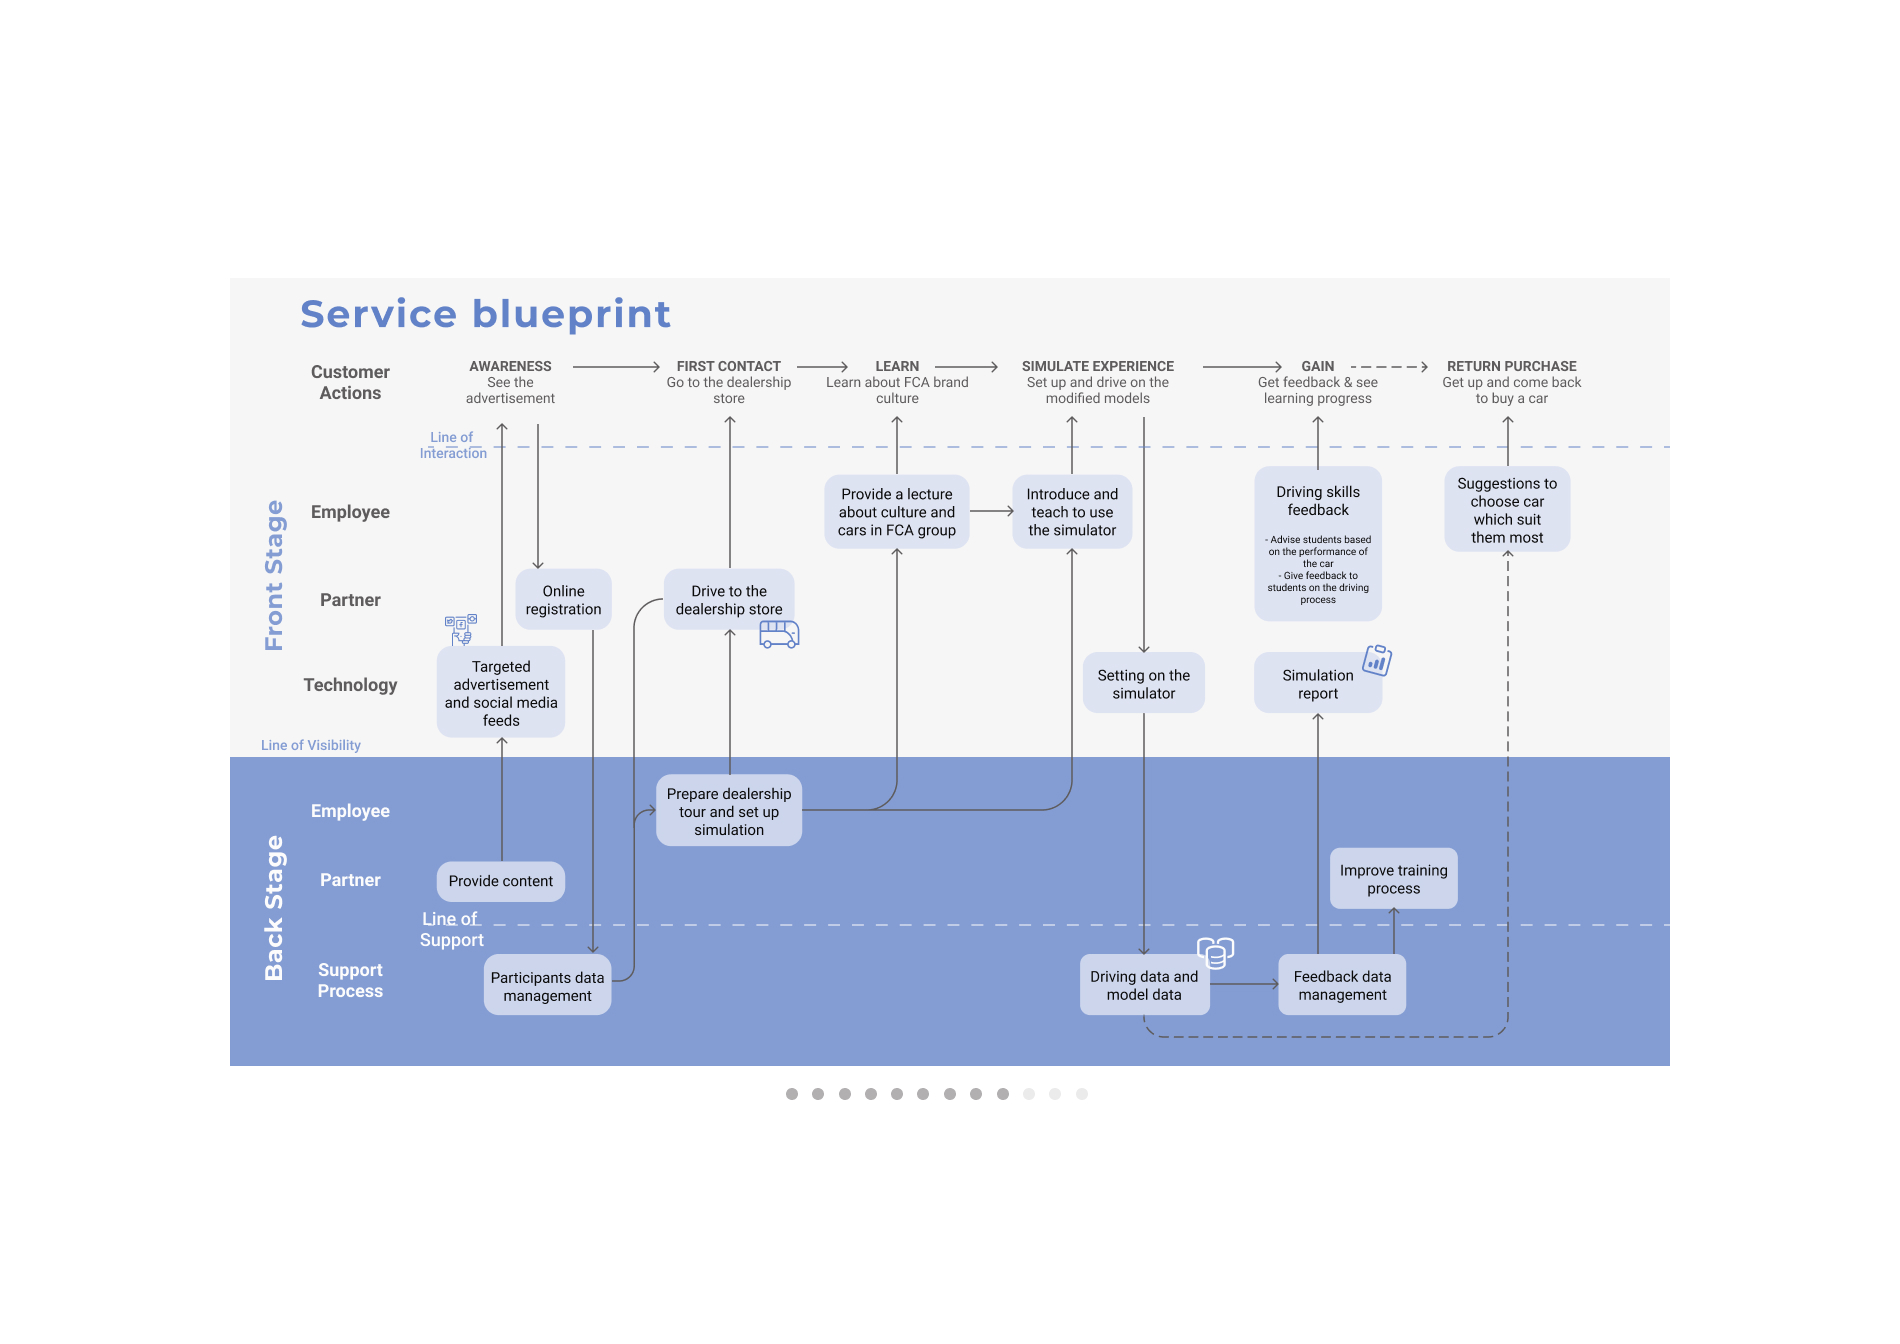 Service blueprint
Customer
Actions
AWARENESS
See the
advertisement
FIRST CONTACT
Go to the dealership
store
LEARN
Learn about FCA brand
culture
SIMULATE EXPERIENCE
Set up and drive on the
modified models
GAIN
Get feedback & see
learning progress
RETURN PURCHASE
Get up and come back
to buy a car
Line of
Interaction
Front Stage
Employee
Provide a lecture
about culture and
cars in FCA group
Introduce and
teach to use
the simulator
Driving skills
feedback
- Advise students based
on the performance of
the car
- Give feedback to
students on the driving
process
Suggestions to
choose car
which suit
them most
Partner
Online
registration
Drive to the
dealership store
Technology
Targeted
advertisement
and social media
feeds
Setting on the
simulator
Simulation
report
Line of Visibility
Back Stage
Employee
Prepare dealership
tour and set up
simulation
Partner
Provide content
Improve training
process
Line of
Support
Support
Process
Participants data
management
Driving data and
model data
Feedback data
management